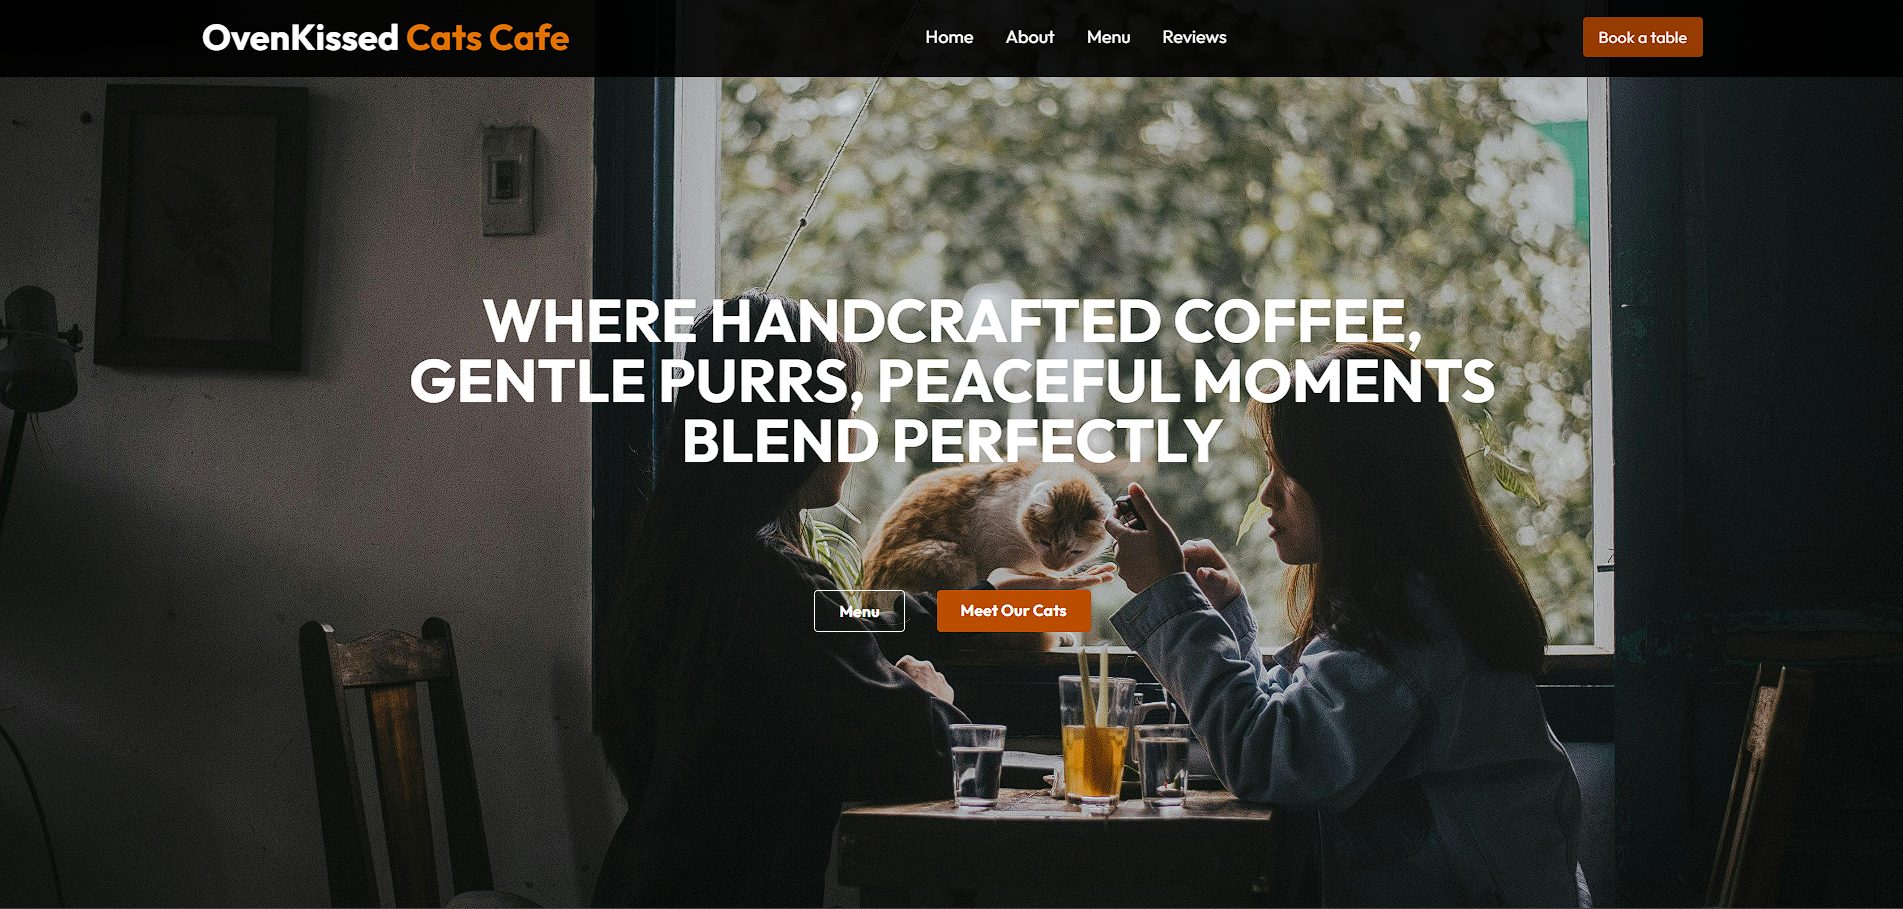 OvenKissed Cats Cafe
Home
About
Menu
Reviews
Book a table
WHERE HANDCRAFTED COFFEE,
GENTLE PURRS, PEACEFUL MOMENTS
BLEND PERFECTLY
Menu
Meet Our Cats